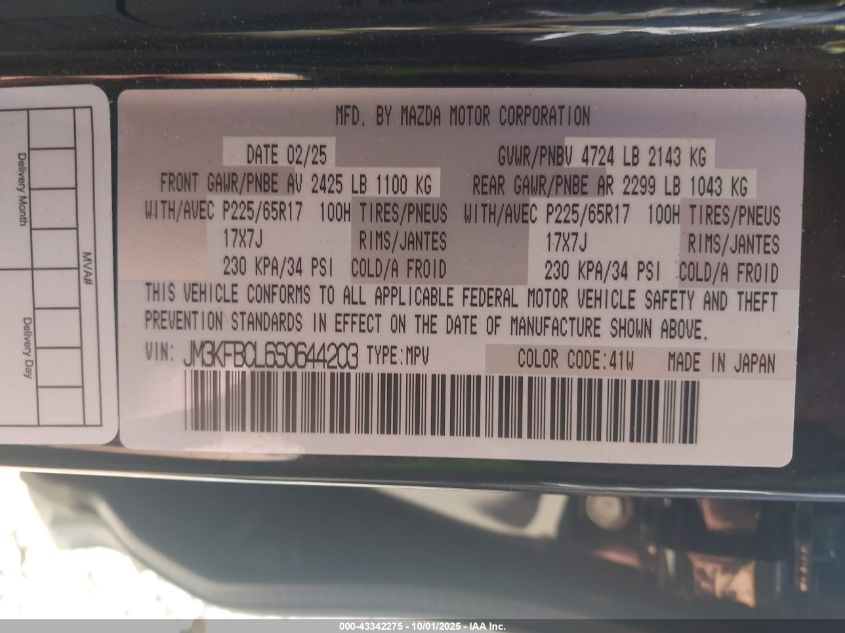 MFD. BY MAZDA MOTOR CORPORATION
DATE 02/25 GVWR/PNBV 4724 LB 2143 KG
FRONT GAWR/PNBE AV 2425 LB 1100 KG REAR GAWR/PNBE AR 2299 LB 1043 KG
WITH/AVEC P225/65R17 100H TIRES/PNEUS WITH/AVEC P225/65R17 100H TIRES/PNEUS
17X7J RIMS/JANTES 17X7J RIMS/JANTES
230 KPA/34 PSI COLD/A FROID 230 KPA/34 PSI COLD/A FROID
THIS VEHICLE CONFORMS TO ALL APPLICABLE FEDERAL MOTOR VEHICLE SAFETY AND THEFT
PREVENTION STANDARDS IN EFFECT ON THE DATE OF MANUFACTURE SHOWN ABOVE.
VIN: JM3KFBCL6S0644203 TYPE:MPV COLOR CODE:41W MADE IN JAPAN
Delivery Month
MVA#
Delivery Day
000-43342275 - 10/01/2025 - IAA Inc.